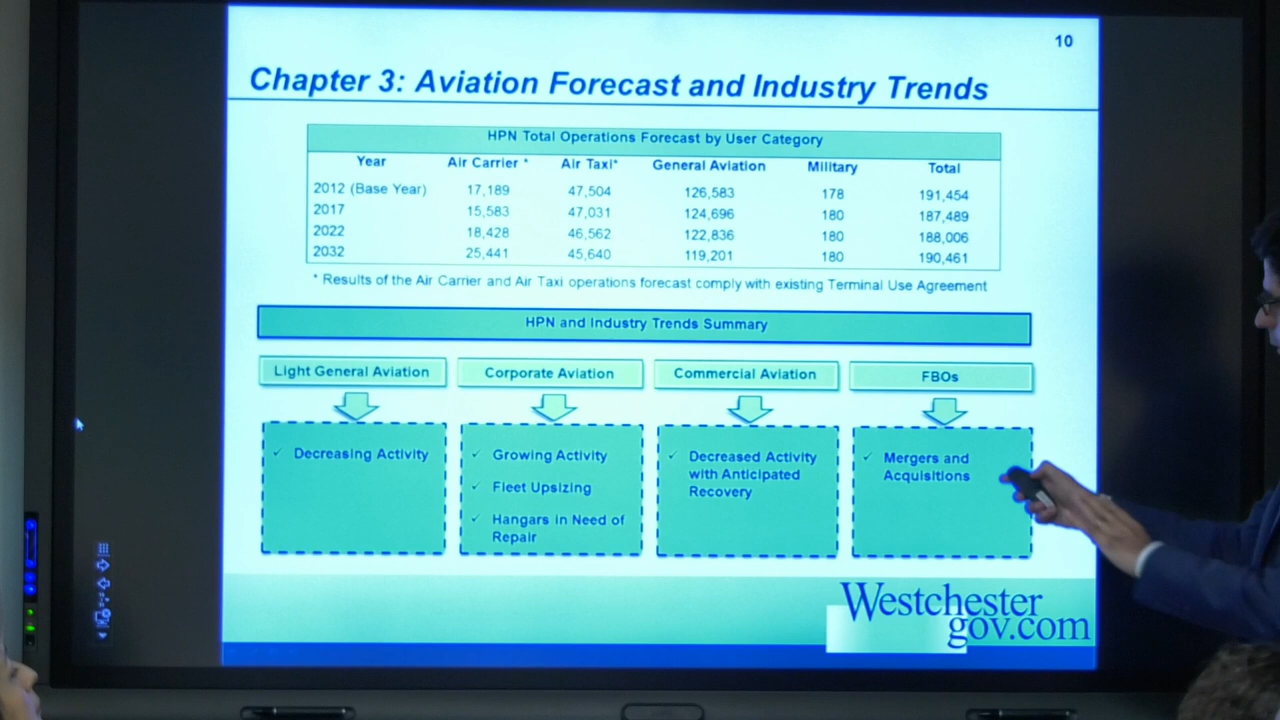 10
Chapter 3: Aviation Forecast and Industry Trends
HPN Total Operations Forecast by User Category
Year Air Carrier * Air Taxi* General Aviation Military Total
2012 (Base Year) 17,189 47,504 126,583 178 191,454
2017 15,583 47,031 124,696 180 187,489
2022 18,428 46,562 122,836 180 188,006
2032 25,441 45,640 119,201 180 190,461
* Results of the Air Carrier and Air Taxi operations forecast comply with existing Terminal Use Agreement
HPN and Industry Trends Summary
Light General Aviation Corporate Aviation Commercial Aviation FBOs
✓ Decreasing Activity
✓ Growing Activity
✓ Fleet Upsizing
✓ Hangars in Need of
Repair
✓ Decreased Activity
with Anticipated
Recovery
✓ Mergers and
Acquisitions
Westchester
gov.com